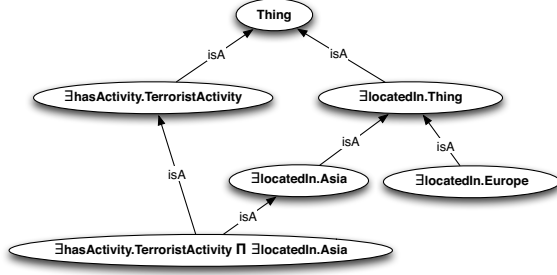 Thing
isA
isA
∃hasActivity.TerroristActivity
∃locatedIn.Thing
isA
isA
isA
∃locatedIn.Asia
∃locatedIn.Europe
isA
∃hasActivity.TerroristActivity Π ∃locatedIn.Asia